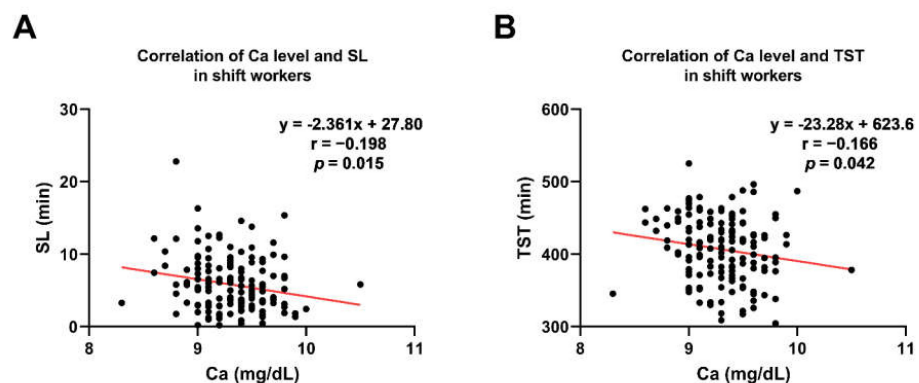 A
Correlation of Ca level and SL
in shift workers
y = -2.361x + 27.80
r = −0.198
p = 0.015
30
20
10
0
SL (min)
8
9
10
11
Ca (mg/dL)
B
Correlation of Ca level and TST
in shift workers
y = -23.28x + 623.6
r = −0.166
p = 0.042
600
500
400
300
TST (min)
8
9
10
11
Ca (mg/dL)